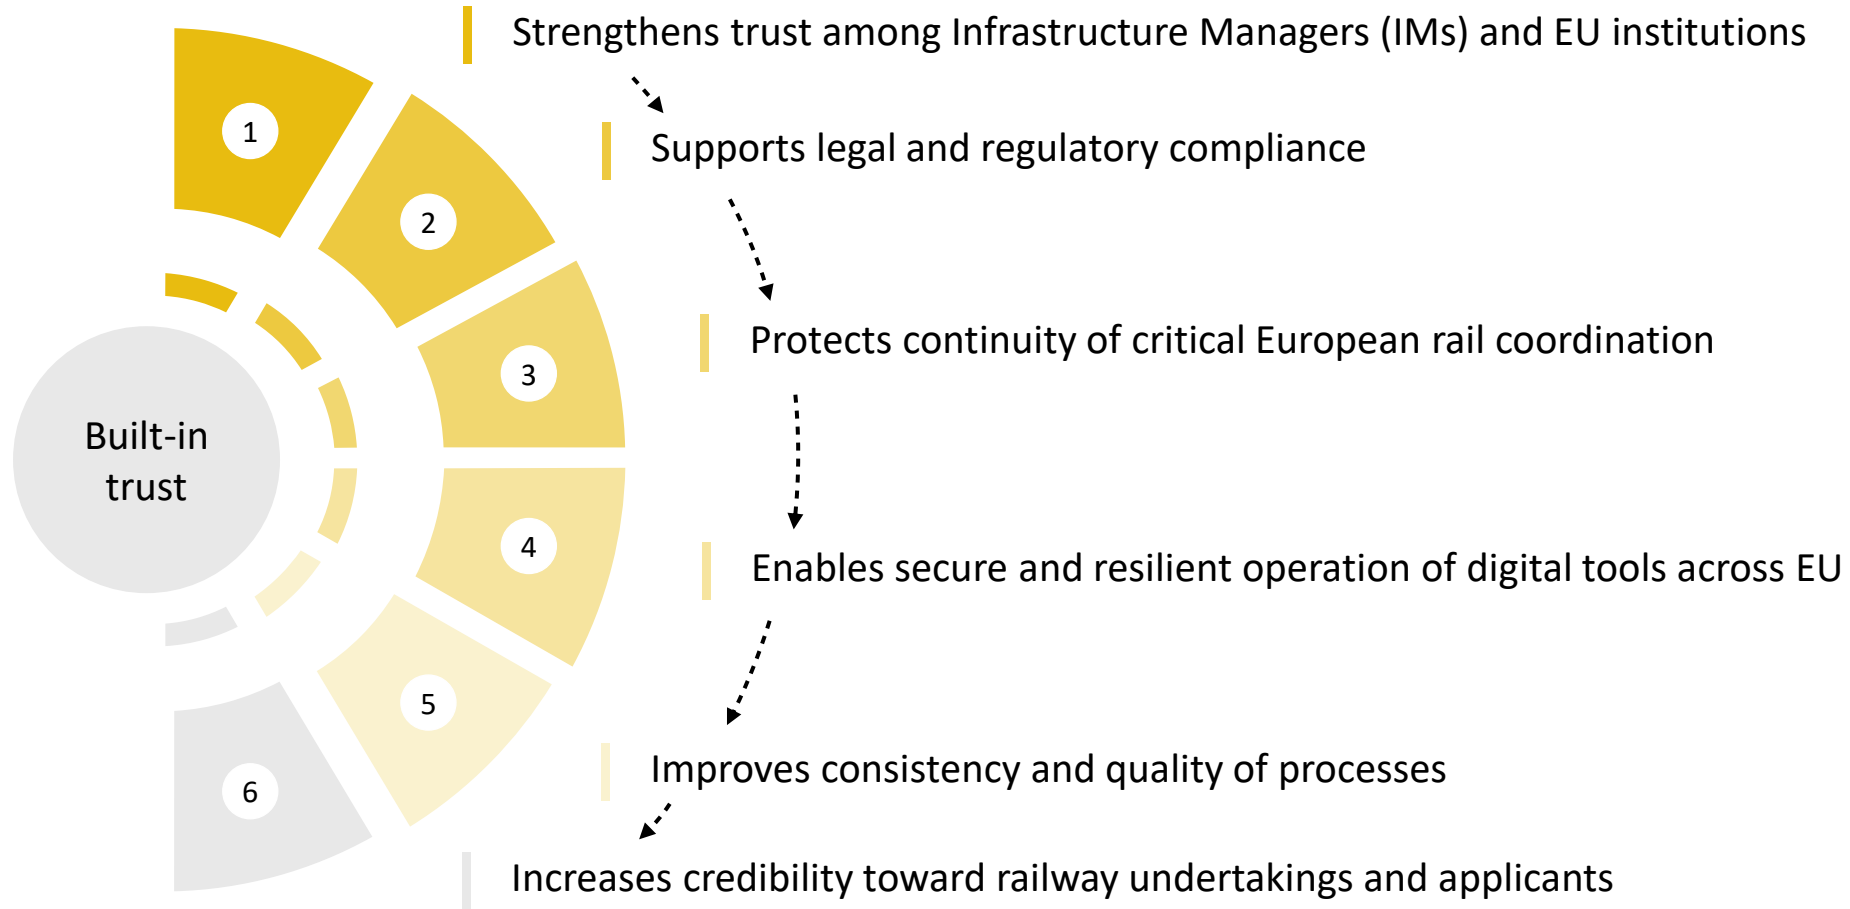 1
Strengthens trust among Infrastructure Managers (IMs) and EU institutions
2
Supports legal and regulatory compliance
3
Protects continuity of critical European rail coordination
Built-in
trust
4
Enables secure and resilient operation of digital tools across EU
5
Improves consistency and quality of processes
6
Increases credibility toward railway undertakings and applicants